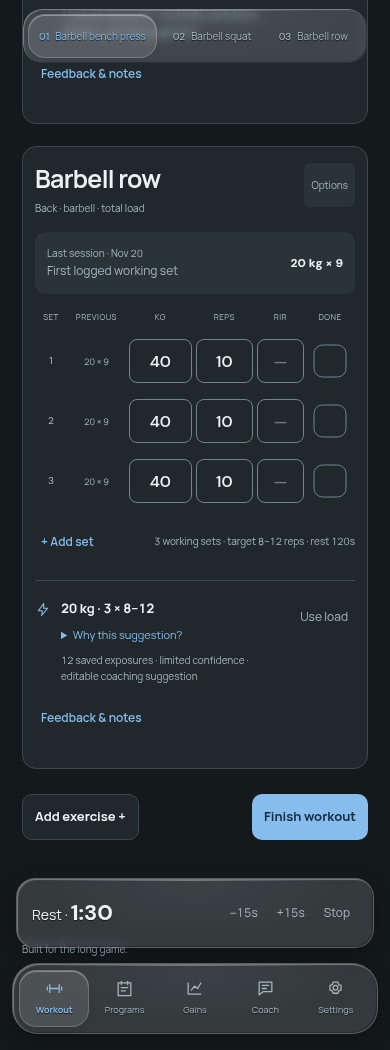 01 Barbell bench press 02 Barbell squat 03 Barbell row
Feedback & notes
Barbell row
Options
Back · barbell · total load
Last session · Nov 20
First logged working set
20 kg × 9
SET PREVIOUS KG REPS RIR DONE
1 20 × 9 40 10 —
2 20 × 9 40 10 —
3 20 × 9 40 10 —
+ Add set
3 working sets · target 8–12 reps · rest 120s
20 kg · 3 × 8–12
Use load
▶ Why this suggestion?
12 saved exposures · limited confidence ·
editable coaching suggestion
Feedback & notes
Add exercise +
Finish workout
Rest · 1:30 −15s +15s Stop
Built for the long game.
Workout Programs Gains Coach Settings